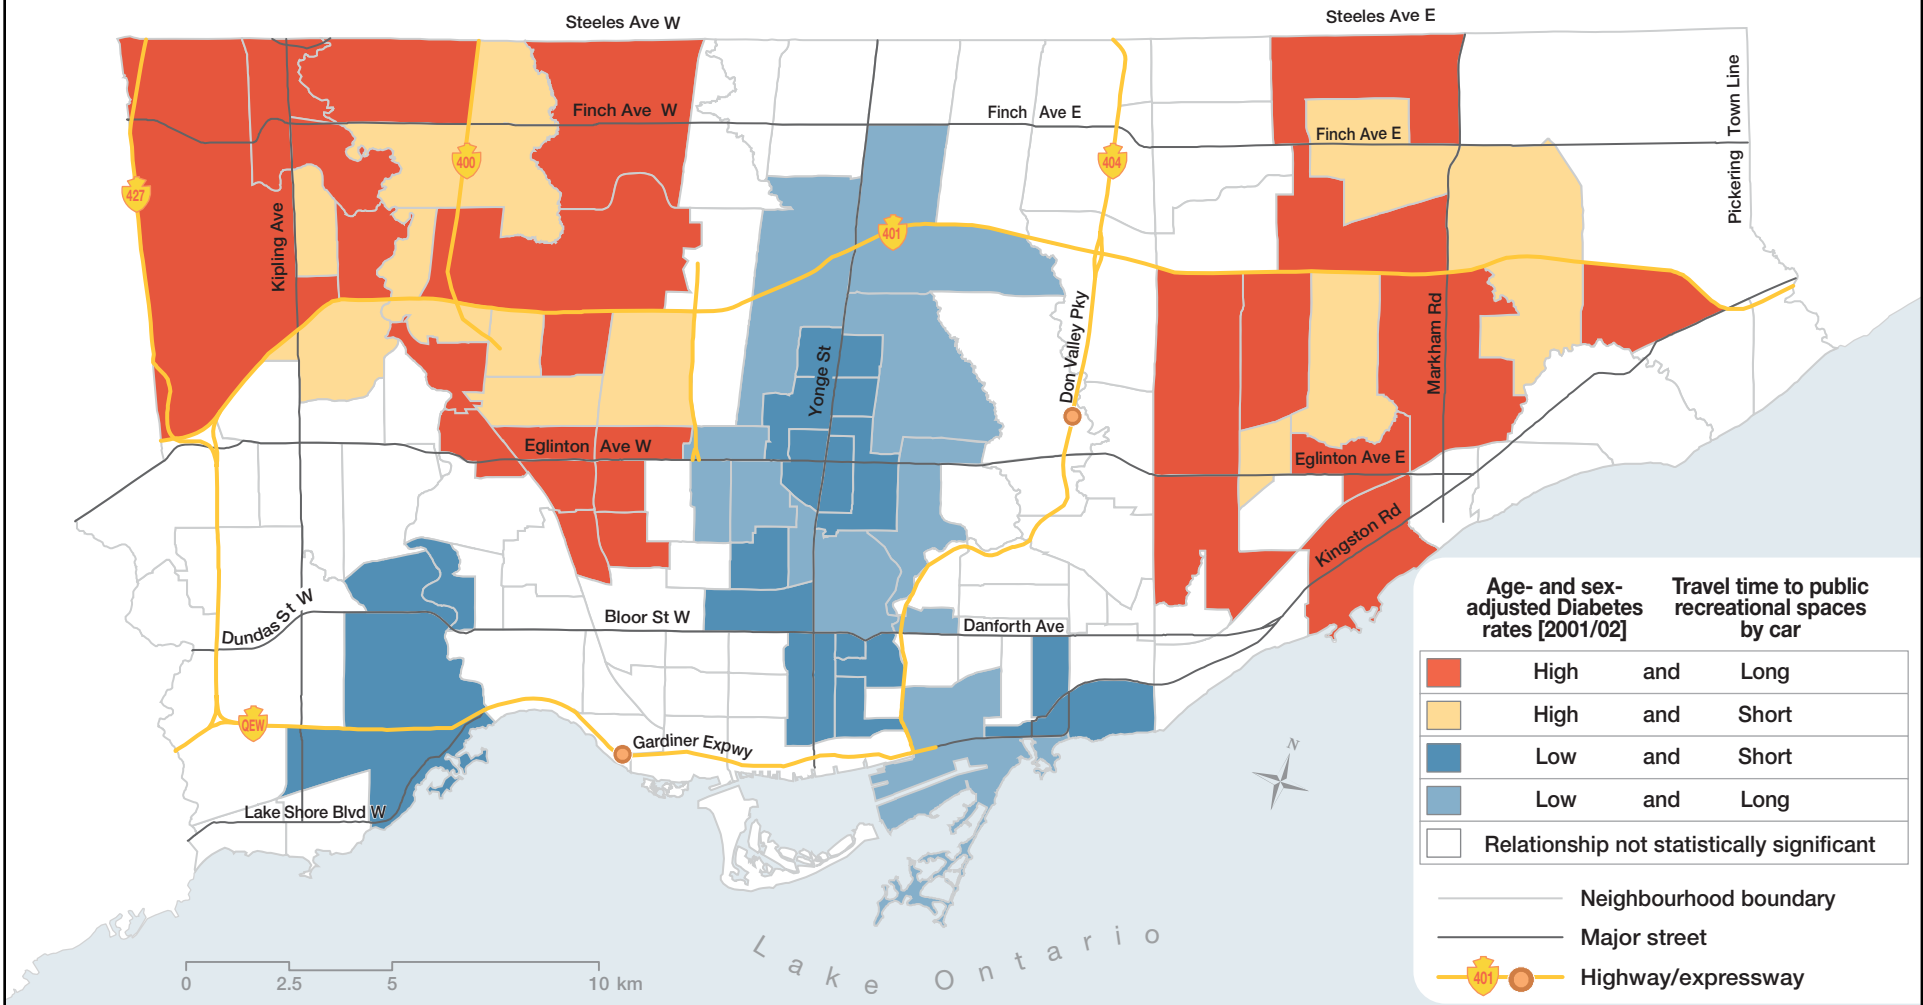 Steeles Ave W
Steeles Ave E
Finch Ave W
Finch Ave E
Finch Ave E
Pickering Town Line
427
400
404
401
Kipling Ave
Yonge St
Don Valley Pky
Markham Rd
Eglinton Ave W
Eglinton Ave E
Kingston Rd
Dundas St W
Bloor St W
Danforth Ave
QEW
Gardiner Expwy
Lake Shore Blvd W
N
Lake Ontario
0 2.5 5 10 km
Age- and sex-
adjusted Diabetes
rates [2001/02]
Travel time to public
recreational spaces
by car
High and Long
High and Short
Low and Short
Low and Long
Relationship not statistically significant
Neighbourhood boundary
Major street
401 Highway/expressway